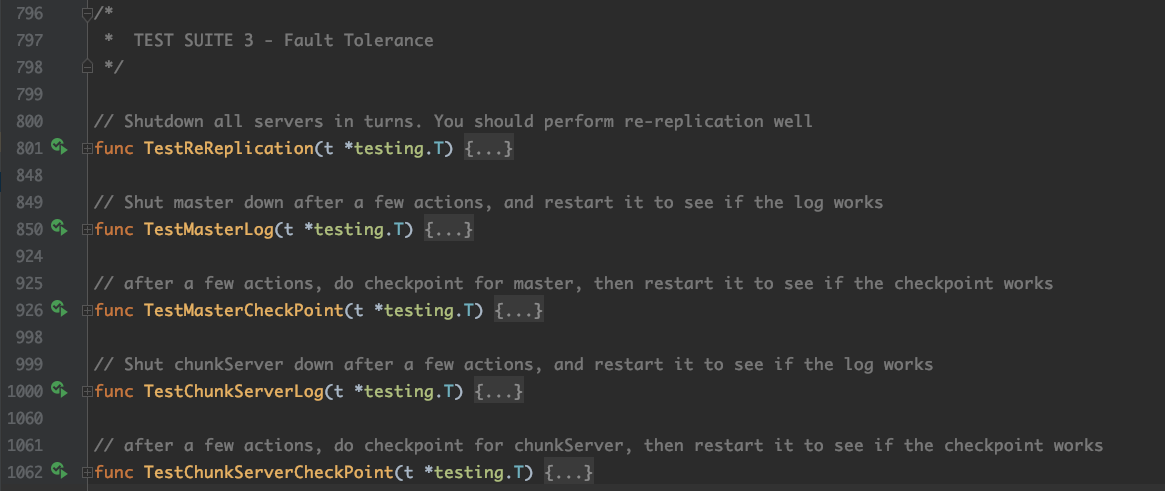 796 /*
797  *  TEST SUITE 3 - Fault Tolerance
798  */
799
800 // Shutdown all servers in turns. You should perform re-replication well
801 func TestReReplication(t *testing.T) {...}
848
849 // Shut master down after a few actions, and restart it to see if the log works
850 func TestMasterLog(t *testing.T) {...}
924
925 // after a few actions, do checkpoint for master, then restart it to see if the checkpoint works
926 func TestMasterCheckPoint(t *testing.T) {...}
998
999 // Shut chunkServer down after a few actions, and restart it to see if the log works
1000 func TestChunkServerLog(t *testing.T) {...}
1060
1061 // after a few actions, do checkpoint for chunkServer, then restart it to see if the checkpoint works
1062 func TestChunkServerCheckPoint(t *testing.T) {...}